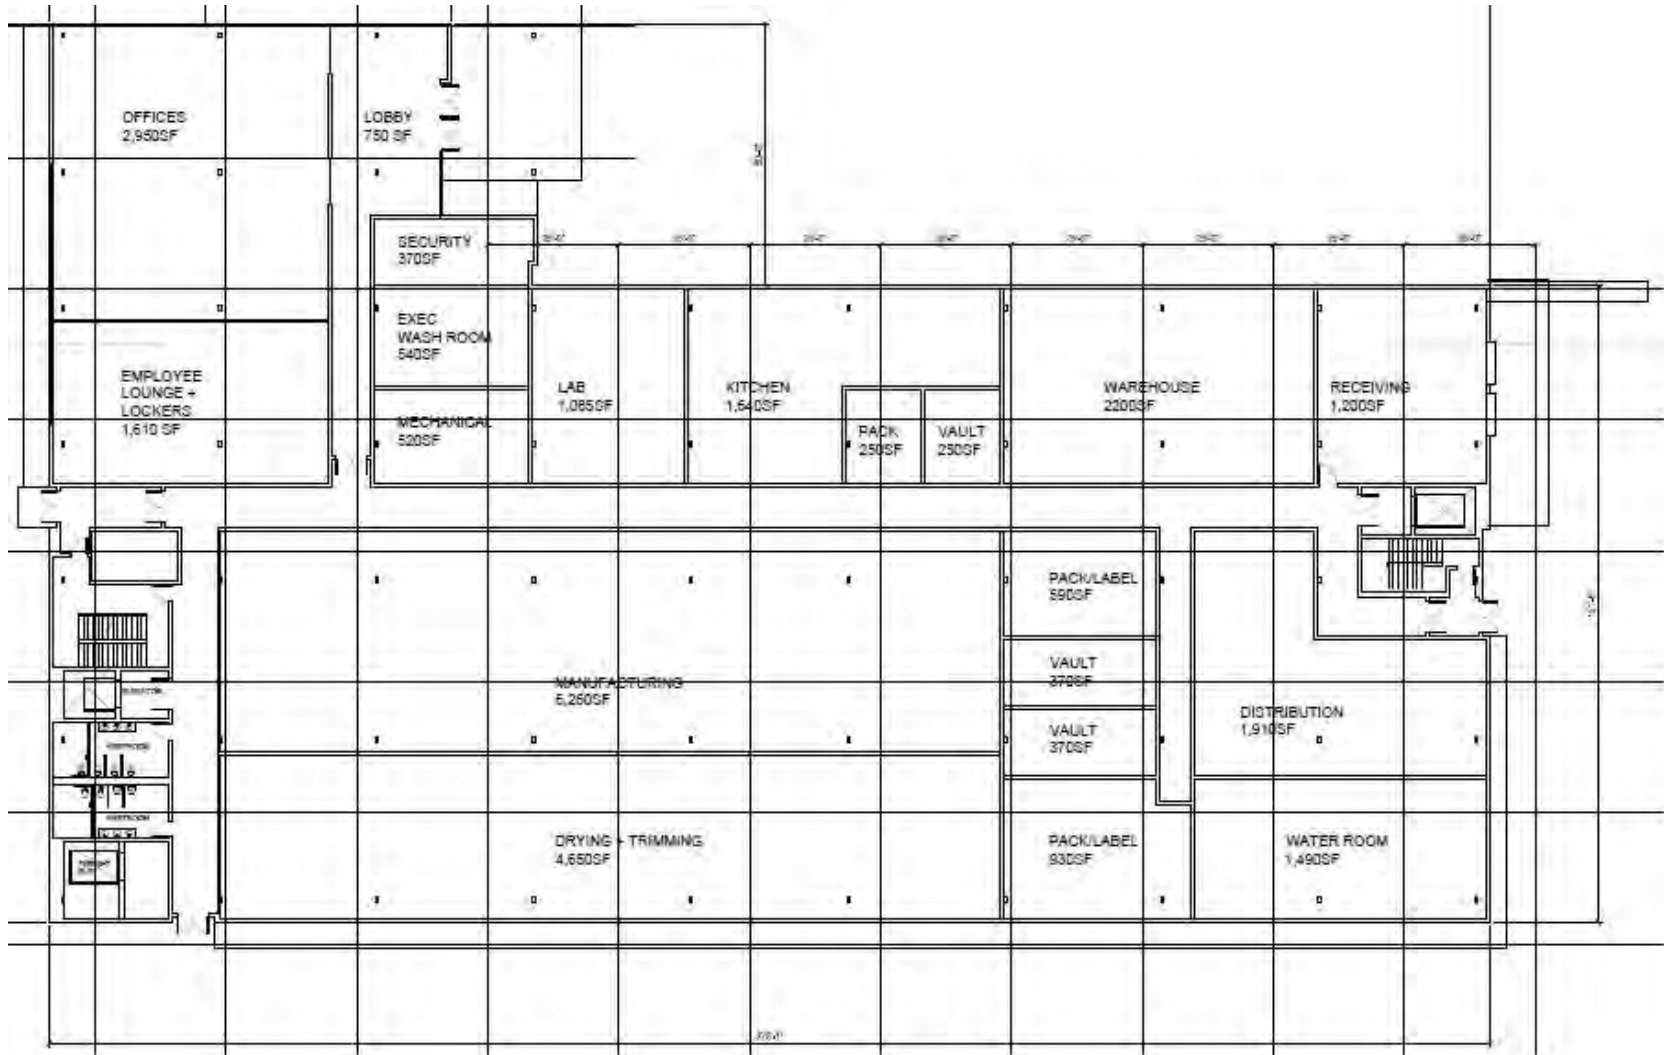 OFFICES
2,950SF
LOBBY
750 SF
SECURITY
370SF
EXEC
WASH ROOM
540SF
EMPLOYEE
LOUNGE +
LOCKERS
1,610 SF
MECHANICAL
520SF
LAB
1,085SF
KITCHEN
1,640SF
PACK
250SF
VAULT
250SF
WAREHOUSE
2200SF
RECEIVING
1,200SF
PACK/LABEL
590SF
VAULT
370SF
MANUFACTURING
VAULT
370SF
DISTRIBUTION
1,910SF
DRYING + TRIMMING
4,650SF
PACK/LABEL
930SF
WATER ROOM
1,490SF